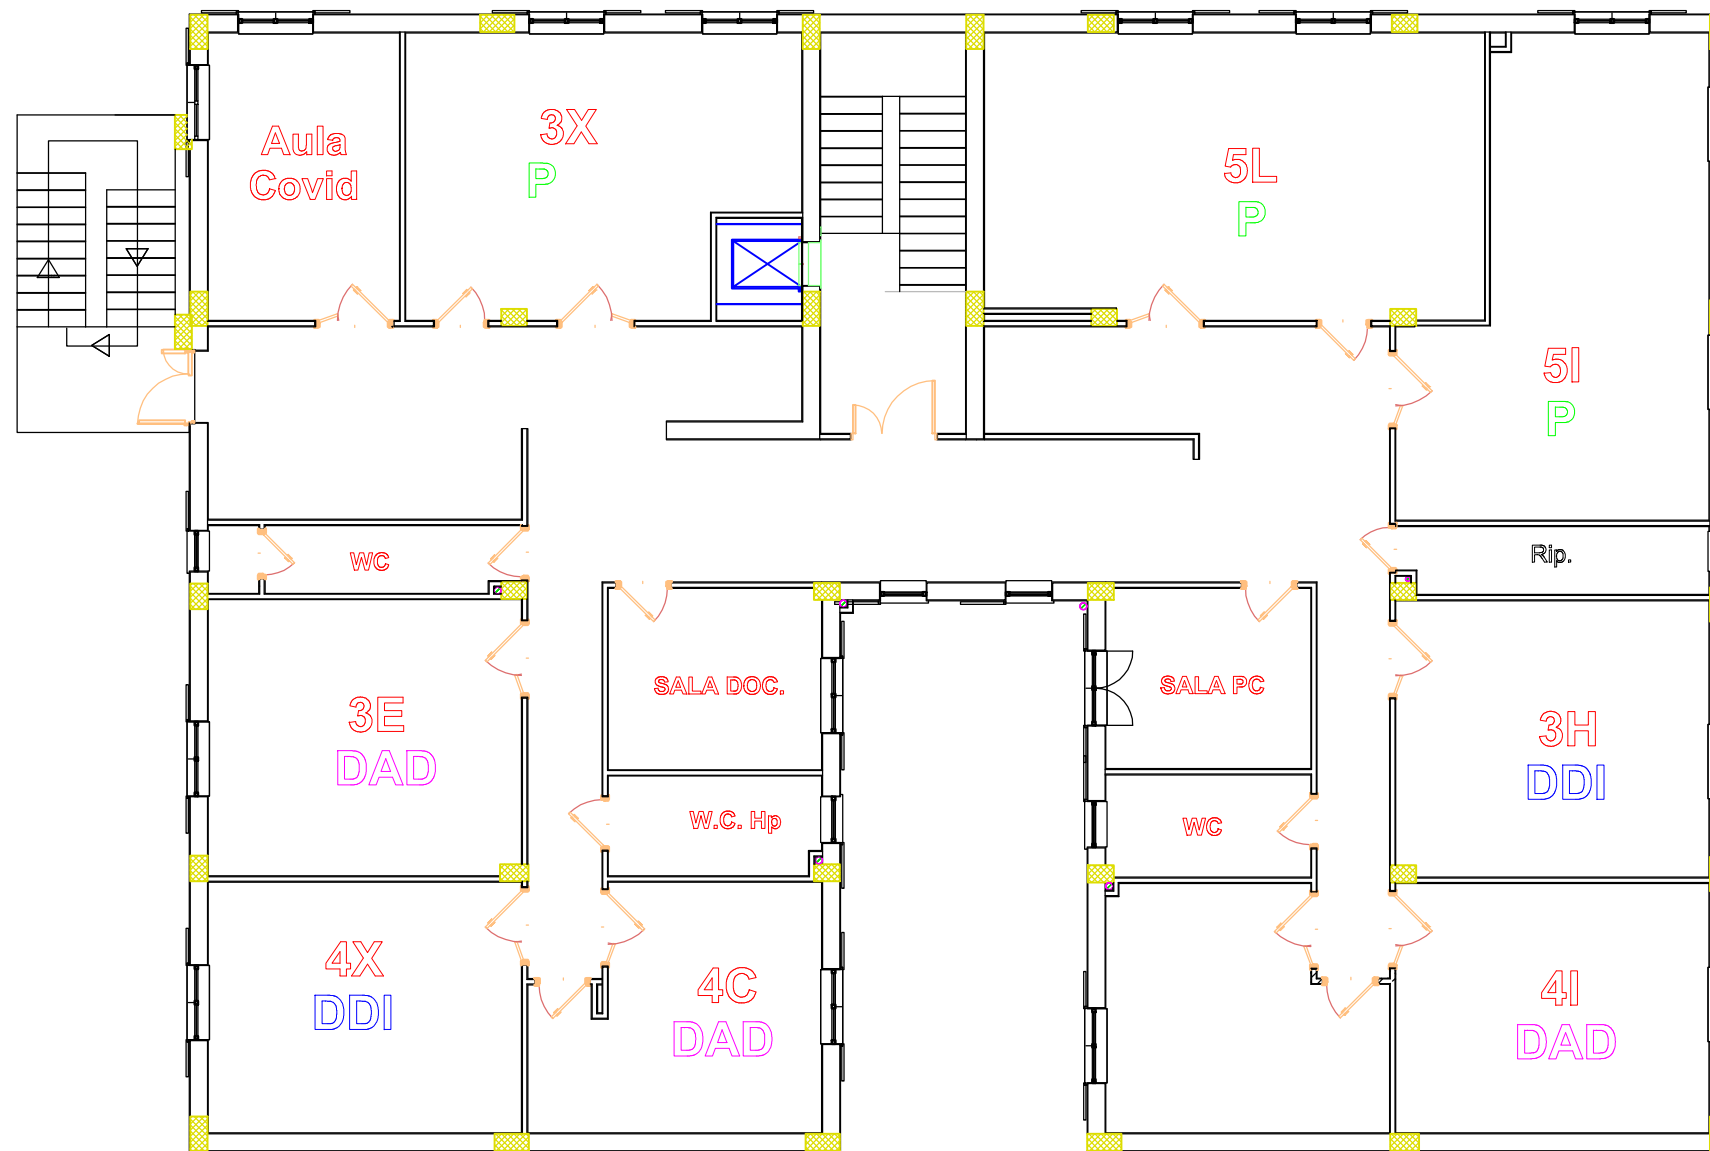 Aula
Covid
3X
P
5L
P
5I
P
WC
Rip.
SALA DOC.
SALA PC
3E
DAD
3H
DDI
W.C. Hp
WC
4X
DDI
4C
DAD
4I
DAD